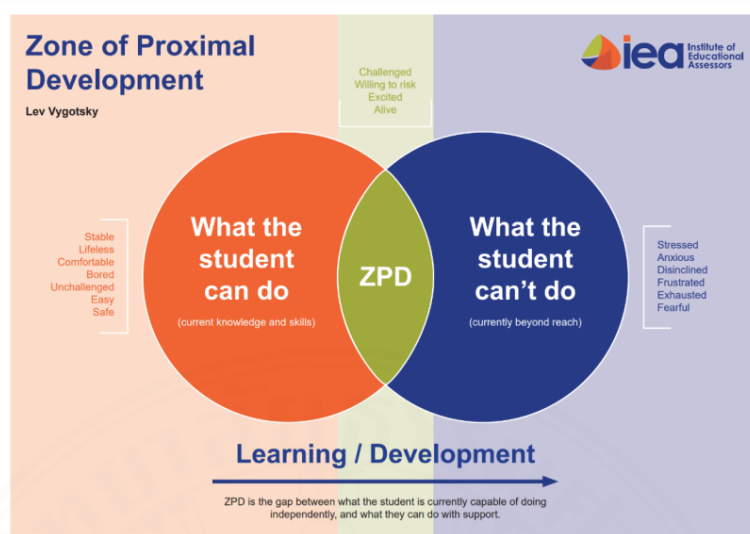 Zone of Proximal
Development
Lev Vygotsky
iea
Institute of
Educational
Assessors
Challenged
Willing to risk
Excited
Alive
Stable
Lifeless
Comfortable
Bored
Unchallenged
Easy
Safe
What the
student
can do
(current knowledge and skills)
ZPD
What the
student
can't do
(currently beyond reach)
Stressed
Anxious
Disinclined
Frustrated
Exhausted
Fearful
Learning / Development
ZPD is the gap between what the student is currently capable of doing
independently, and what they can do with support.